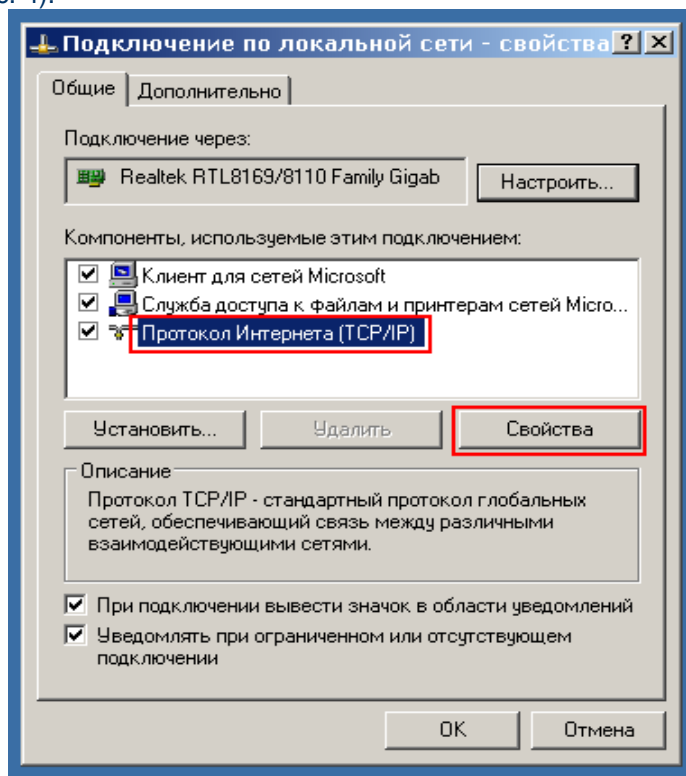 Подключение по локальной сети - свойства
Общие Дополнительно
Подключение через:
Realtek RTL8169/8110 Family Gigab Настроить...
Компоненты, используемые этим подключением:
Клиент для сетей Microsoft
Служба доступа к файлам и принтерам сетей Micro...
Протокол Интернета (TCP/IP)
Установить... Удалить Свойства
Описание
Протокол TCP/IP - стандартный протокол глобальных
сетей, обеспечивающий связь между различными
взаимодействующими сетями.
При подключении вывести значок в области уведомлений
Уведомлять при ограниченном или отсутствующем
подключении
OK Отмена